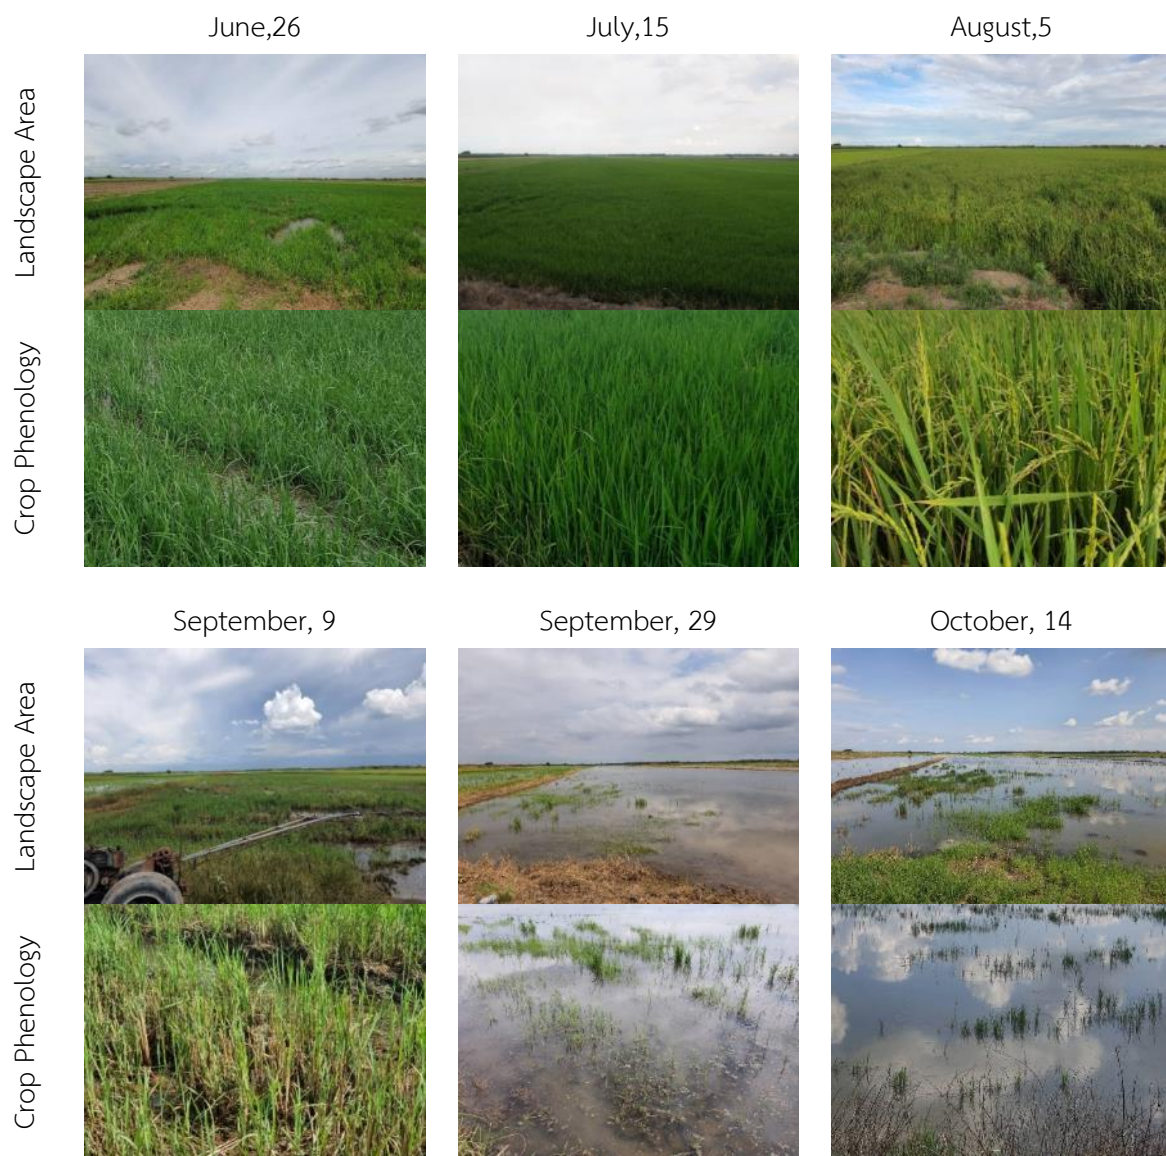 June,26
July,15
August,5
Landscape Area
Crop Phenology
September, 9
September, 29
October, 14
Landscape Area
Crop Phenology